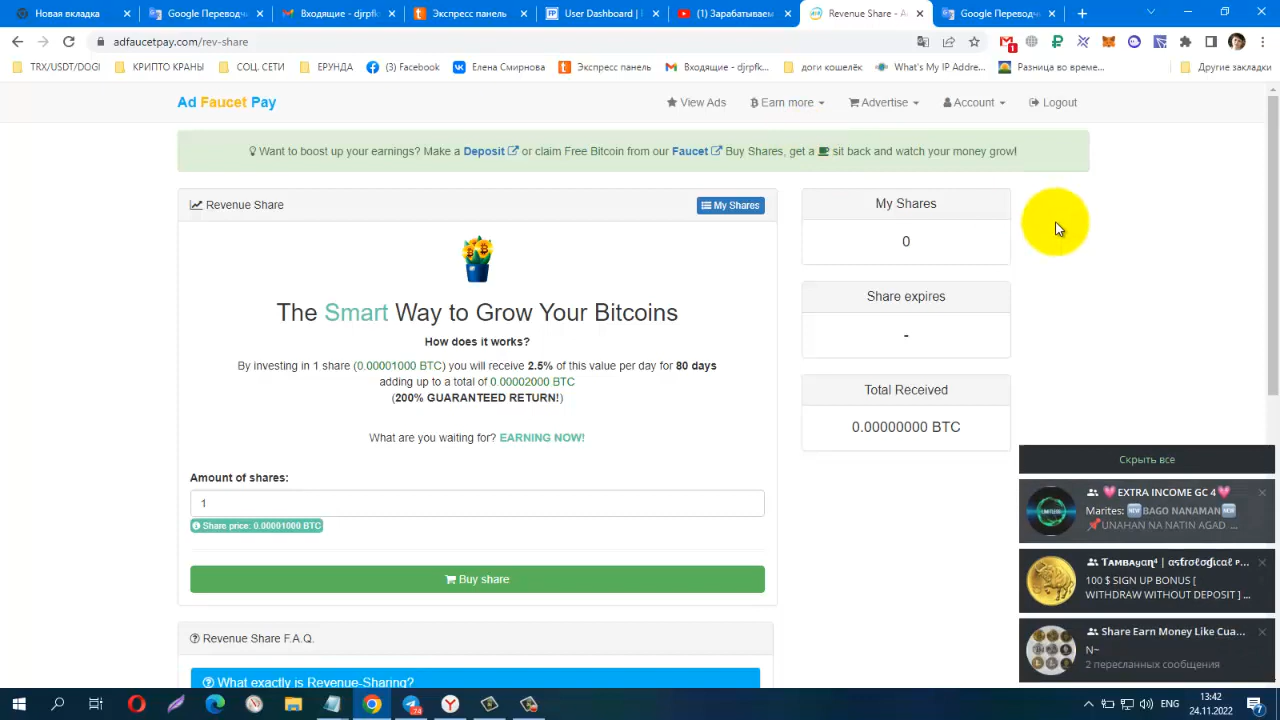 Новая вкладка
Google Переводч
Входящие - djrpfk
Экспресс панель
User Dashboard |
(1) Зарабатываем
Revenue Share - A
Google Переводч
adfaucetpay.com/rev-share
1
TRX/USDT/DOGI
КРИПТО КРАНЫ
СОЦ. СЕТИ
ЕРУНДА
(3) Facebook
Елена Смирнова
Экспресс панель
Входящие - djrpfk...
доги кошелёк
What's My IP Addre...
Разница во време...
Другие закладки
Ad Faucet Pay
View Ads
Earn more
Advertise
Account
Logout
Want to boost up your earnings? Make a Deposit or claim Free Bitcoin from our Faucet Buy Shares, get a sit back and watch your money grow!
Revenue Share
My Shares
The Smart Way to Grow Your Bitcoins
How does it works?
By investing in 1 share (0.00001000 BTC) you will receive 2.5% of this value per day for 80 days
adding up to a total of 0.00002000 BTC
(200% GUARANTEED RETURN!)
What are you waiting for? EARNING NOW!
Amount of shares:
1
Share price: 0.00001000 BTC
Buy share
Revenue Share F.A.Q.
What exactly is Revenue-Sharing?
My Shares
0
Share expires
-
Total Received
0.00000000 BTC
Скрыть все
EXTRA INCOME GC 4
Marites: BAGO NANAMAN
UNAHAN NA NATIN AGAD ...
100 $ SIGN UP BONUS [
WITHDRAW WITHOUT DEPOSIT ] ...
Share Earn Money Like Cua...
N~
2 пересланных сообщения
24
ENG
13:42
24.11.2022
7